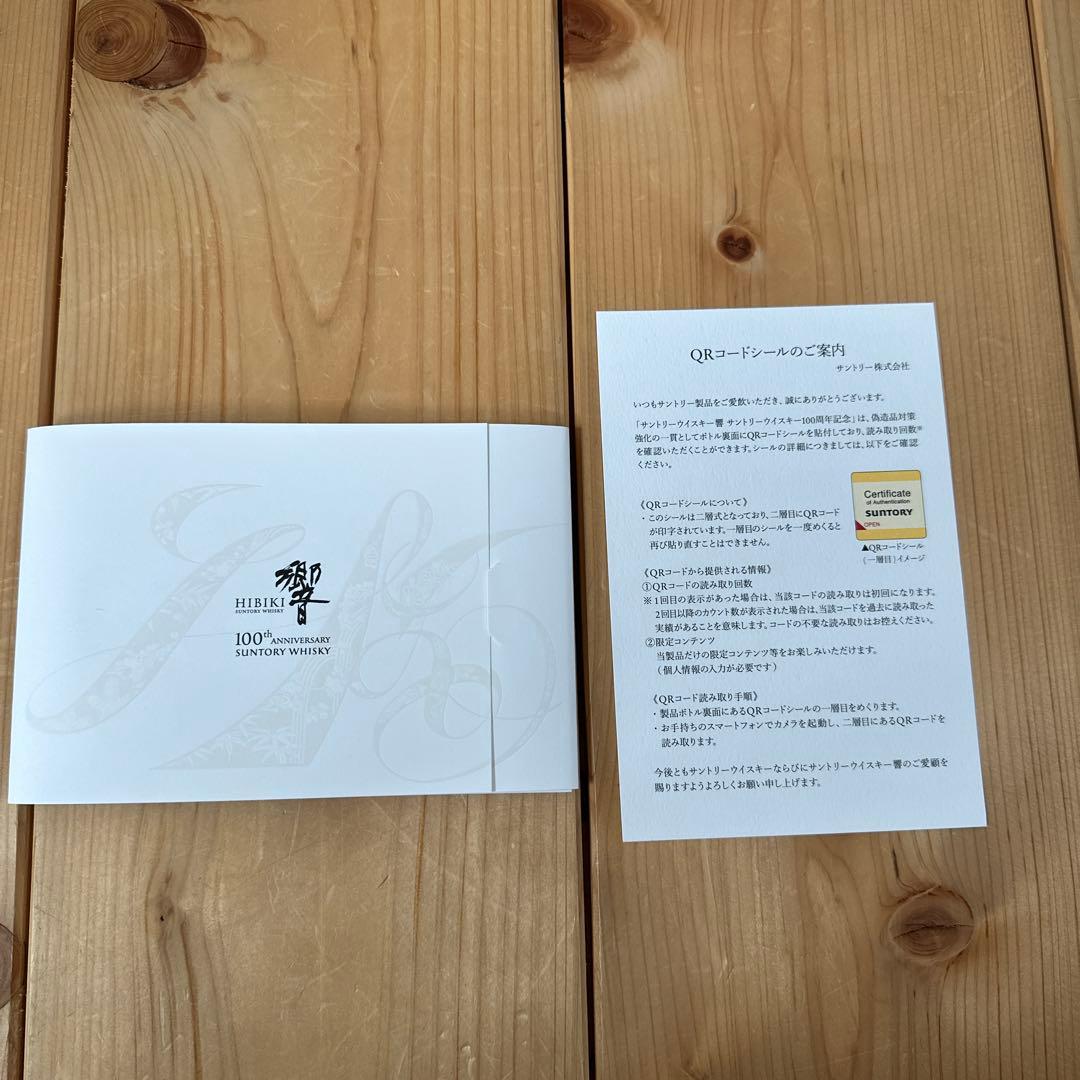 響
HIBIKI
SUNTORY WHISKY
100th ANNIVERSARY
SUNTORY WHISKY
QRコードシールのご案内
サントリー株式会社
いつもサントリー製品をご愛飲いただき、誠にありがとうございます。
「サントリーウイスキー響 サントリーウイスキー100周年記念」は、偽造品対策
強化の一貫としてボトル裏面にQRコードシールを貼付しており、読み取り回数※
を確認いただくことができます。シールの詳細につきましては、以下をご確認
ください。
《QRコードシールについて》
・このシールは二層式となっており、二層目にQRコード
が印字されています。一層目のシールを一度めくると
再び貼り直すことはできません。
Certificate
of Authentication
SUNTORY
OPEN
▲QRコードシール
(一層目)イメージ
《QRコードから提供される情報》
①QRコードの読み取り回数
※1回目の表示があった場合は、当該コードの読み取りは初回になります。
2回目以降のカウント数が表示された場合は、当該コードを過去に読み取った
実績があることを意味します。コードの不要な読み取りはお控えください。
②限定コンテンツ
当製品だけの限定コンテンツ等をお楽しみいただけます。
(個人情報の入力が必要です)
《QRコード読み取り手順》
・製品ボトル裏面にあるQRコードシールの一層目をめくります。
・お手持ちのスマートフォンでカメラを起動し、二層目にあるQRコードを
読み取ります。
今後ともサントリーウイスキーならびにサントリーウイスキー響のご愛顧を
賜りますようよろしくお願い申し上げます。